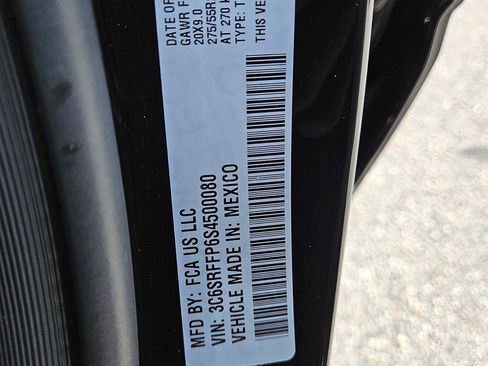 MFD BY: FCA US LLC
VIN: 3C6SRFFP6S4500080
VEHICLE MADE IN: MEXICO
DATE OF
GAWR F
20X9.0
275/55R
AT 270
TYPE: T
THIS VE